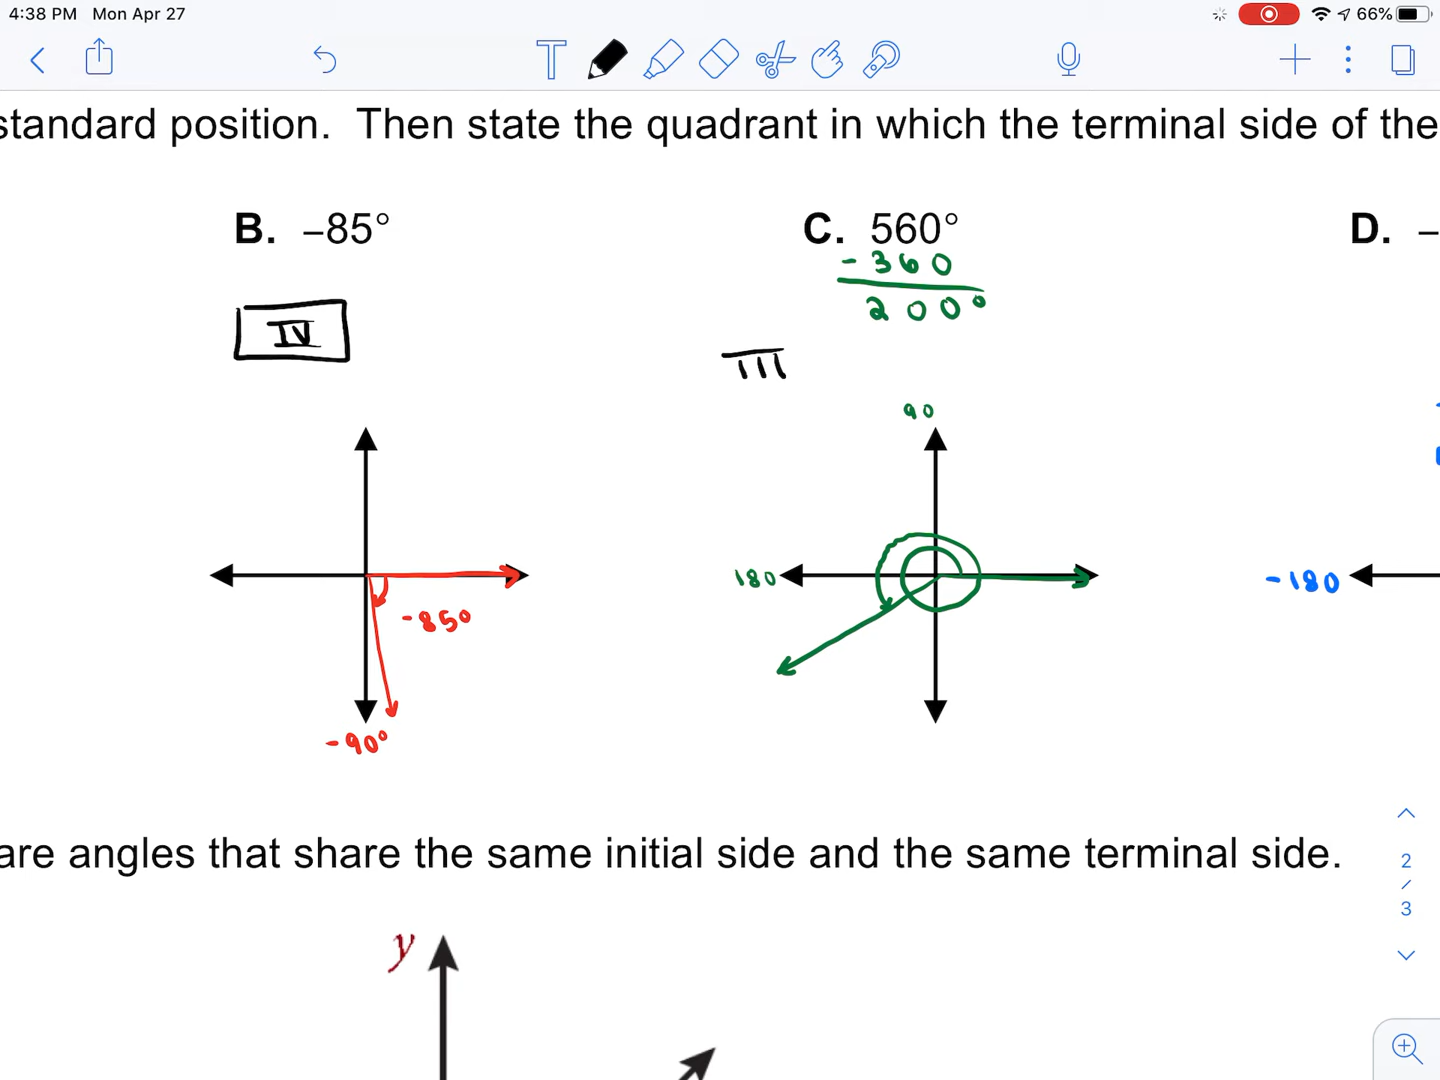 4:38 PM Mon Apr 27 66%
T
standard position. Then state the quadrant in which the terminal side of the
B. –85° C. 560° D. –
- 360
200°
IV
III
90
180
-180
-85°
-90°
are angles that share the same initial side and the same terminal side.
2
/
3
y